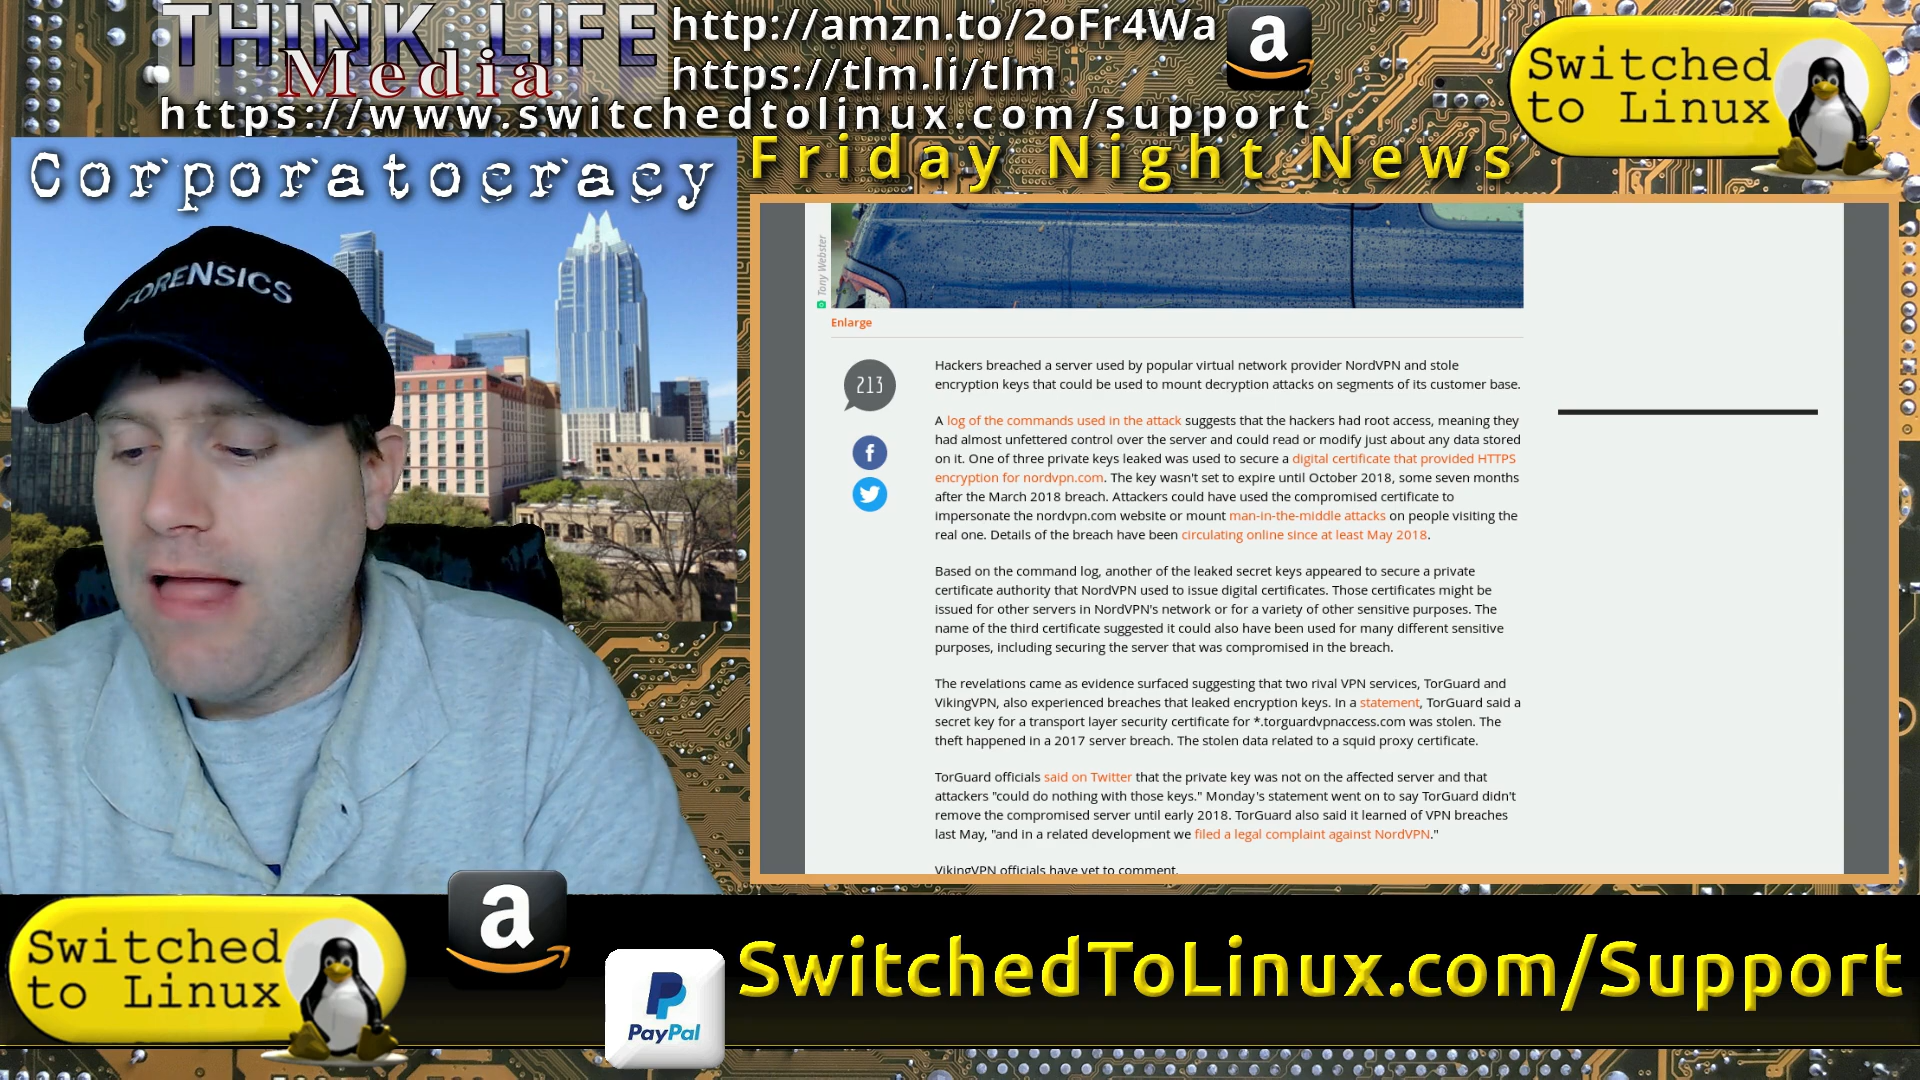 THINK LIFE
Media
http://amzn.to/2oFr4Wa
https://tlm.li/tlm
https://www.switchedtolinux.com/support
a
Switched
to Linux
Corporatocracy
Friday Night News
FORENSICS
Tony Webster
Enlarge
213
Hackers breached a server used by popular virtual network provider NordVPN and stole
encryption keys that could be used to mount decryption attacks on segments of its customer base.
A log of the commands used in the attack suggests that the hackers had root access, meaning they
had almost unfettered control over the server and could read or modify just about any data stored
on it. One of three private keys leaked was used to secure a digital certificate that provided HTTPS
encryption for nordvpn.com. The key wasn't set to expire until October 2018, some seven months
after the March 2018 breach. Attackers could have used the compromised certificate to
impersonate the nordvpn.com website or mount man-in-the-middle attacks on people visiting the
real one. Details of the breach have been circulating online since at least May 2018.
Based on the command log, another of the leaked secret keys appeared to secure a private
certificate authority that NordVPN used to issue digital certificates. Those certificates might be
issued for other servers in NordVPN's network or for a variety of other sensitive purposes. The
name of the third certificate suggested it could also have been used for many different sensitive
purposes, including securing the server that was compromised in the breach.
The revelations came as evidence surfaced suggesting that two rival VPN services, TorGuard and
VikingVPN, also experienced breaches that leaked encryption keys. In a statement, TorGuard said a
secret key for a transport layer security certificate for *.torguardvpnaccess.com was stolen. The
theft happened in a 2017 server breach. The stolen data related to a squid proxy certificate.
TorGuard officials said on Twitter that the private key was not on the affected server and that
attackers "could do nothing with those keys." Monday's statement went on to say TorGuard didn't
remove the compromised server until early 2018. TorGuard also said it learned of VPN breaches
last May, "and in a related development we filed a legal complaint against NordVPN."
VikingVPN officials have yet to comment.
Switched
to Linux
a
PayPal
SwitchedToLinux.com/Support